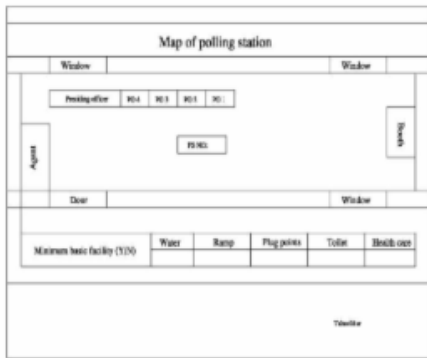 Map of polling station
Window Window
Presiding officer PO 4 PO 3 PO 2 PO 1
Agent
Booth
PS NO.
Door Window
Minimum basic facility (Y/N) Water Ramp Plug points Toilet Health care